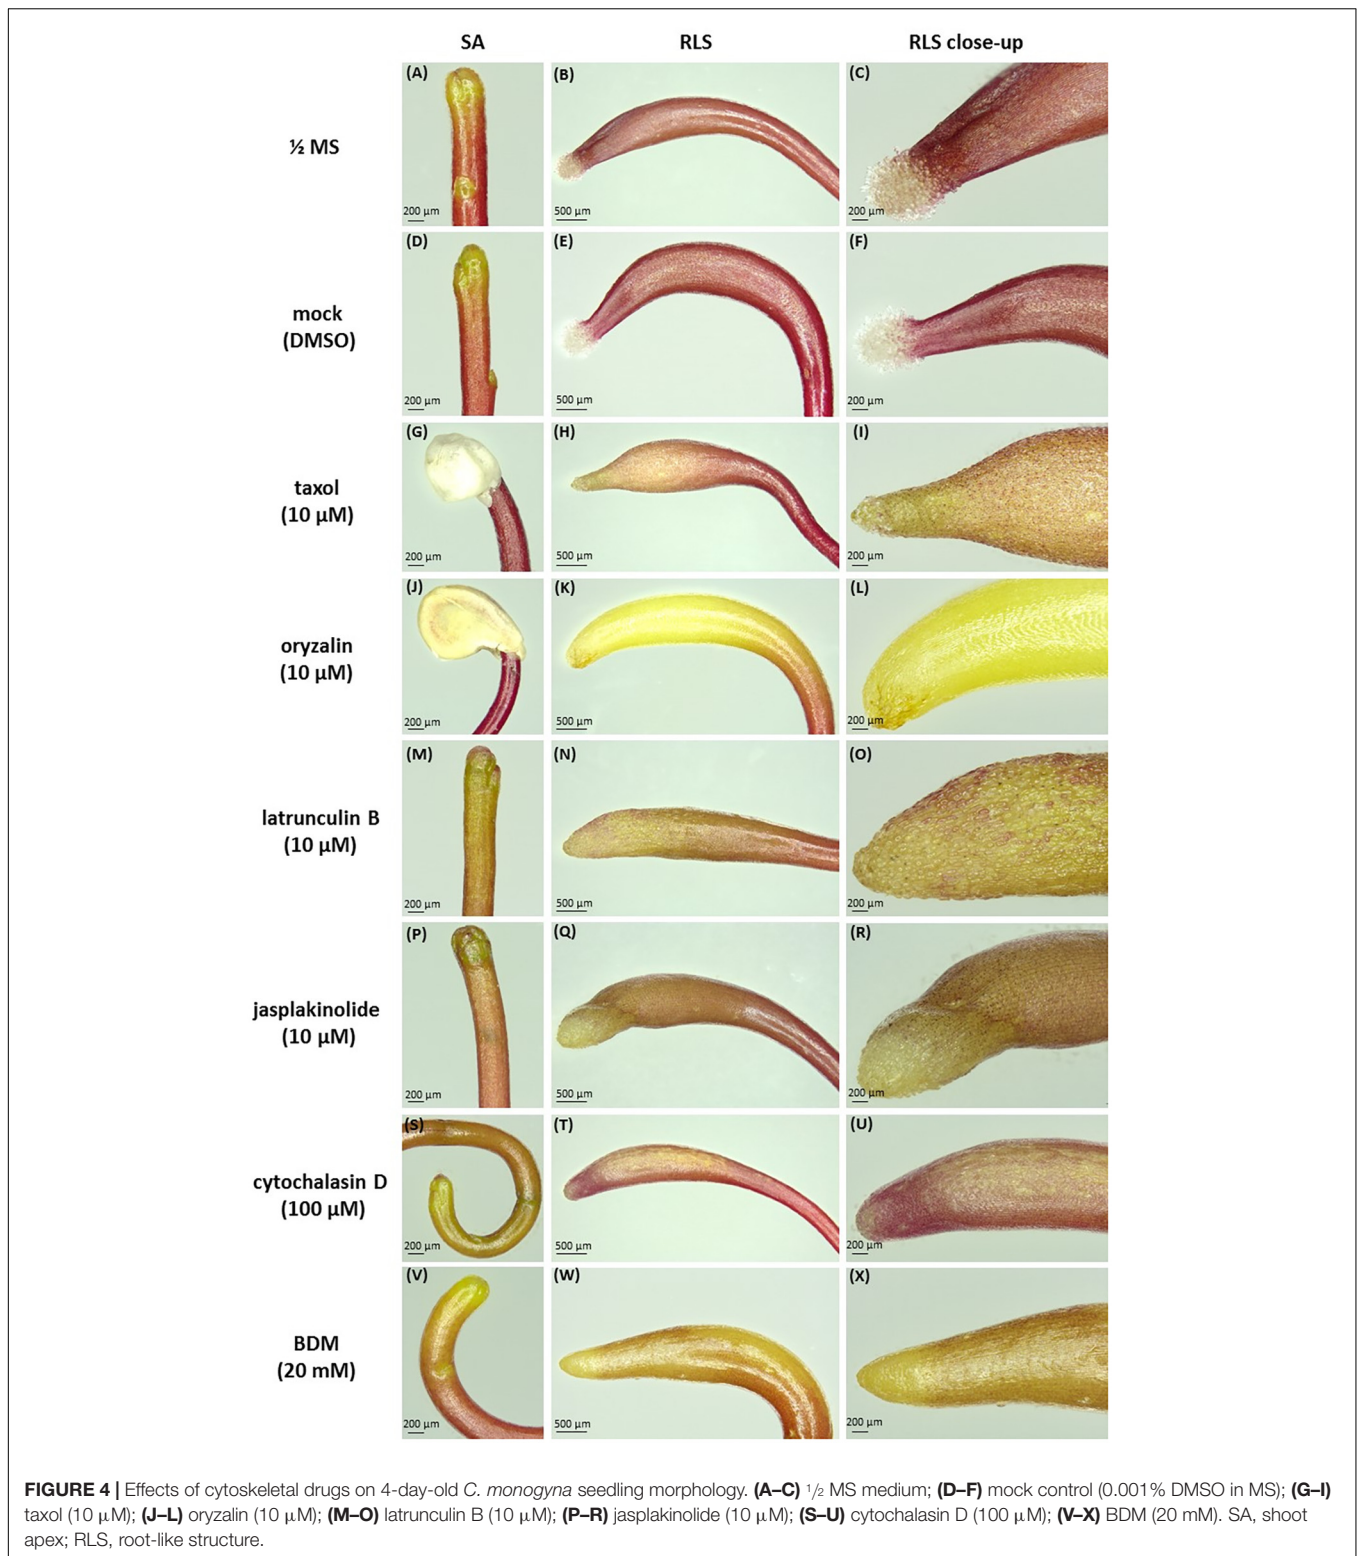 SA RLS RLS close-up
½ MS
(A) (B) (C)
200 µm 500 µm 200 µm
mock
(DMSO)
(D) (E) (F)
200 µm 500 µm 200 µm
taxol
(10 µM)
(G) (H) (I)
200 µm 500 µm 200 µm
oryzalin
(10 µM)
(J) (K) (L)
200 µm 500 µm 200 µm
latrunculin B
(10 µM)
(M) (N) (O)
200 µm 500 µm 200 µm
jasplakinolide
(10 µM)
(P) (Q) (R)
200 µm 500 µm 200 µm
cytochalasin D
(100 µM)
(S) (T) (U)
200 µm 500 µm 200 µm
BDM
(20 mM)
(V) (W) (X)
200 µm 500 µm 200 µm
FIGURE 4 | Effects of cytoskeletal drugs on 4-day-old C. monogyna seedling morphology. (A–C) 1/2 MS medium; (D–F) mock control (0.001% DMSO in MS); (G–I)
taxol (10 µM); (J–L) oryzalin (10 µM); (M–O) latrunculin B (10 µM); (P–R) jasplakinolide (10 µM); (S–U) cytochalasin D (100 µM); (V–X) BDM (20 mM). SA, shoot
apex; RLS, root-like structure.